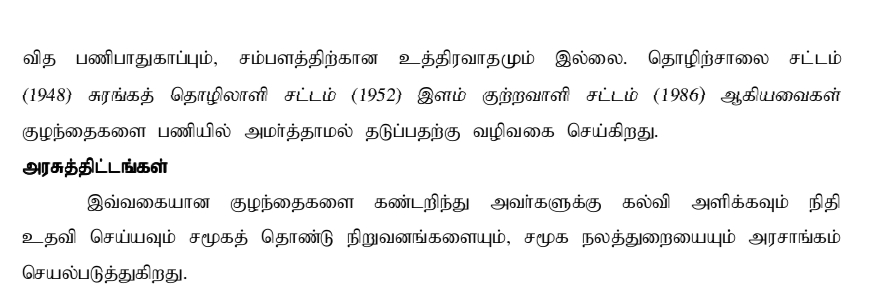 வித பணிபாதுகாப்பும், சம்பளத்திற்கான உத்திரவாதமும் இல்லை. தொழிற்சாலை சட்டம்
(1948) சுரங்கத் தொழிலாளி சட்டம் (1952) இளம் குற்றவாளி சட்டம் (1986) ஆகியவைகள்
குழந்தைகளை பணியில் அமர்த்தாமல் தடுப்பதற்கு வழிவகை செய்கிறது.
அரசுத்திட்டங்கள்
இவ்வகையான குழந்தைகளை கண்டறிந்து அவர்களுக்கு கல்வி அளிக்கவும் நிதி
உதவி செய்யவும் சமூகத் தொண்டு நிறுவனங்களையும், சமூக நலத்துறையையும் அரசாங்கம்
செயல்படுத்துகிறது.